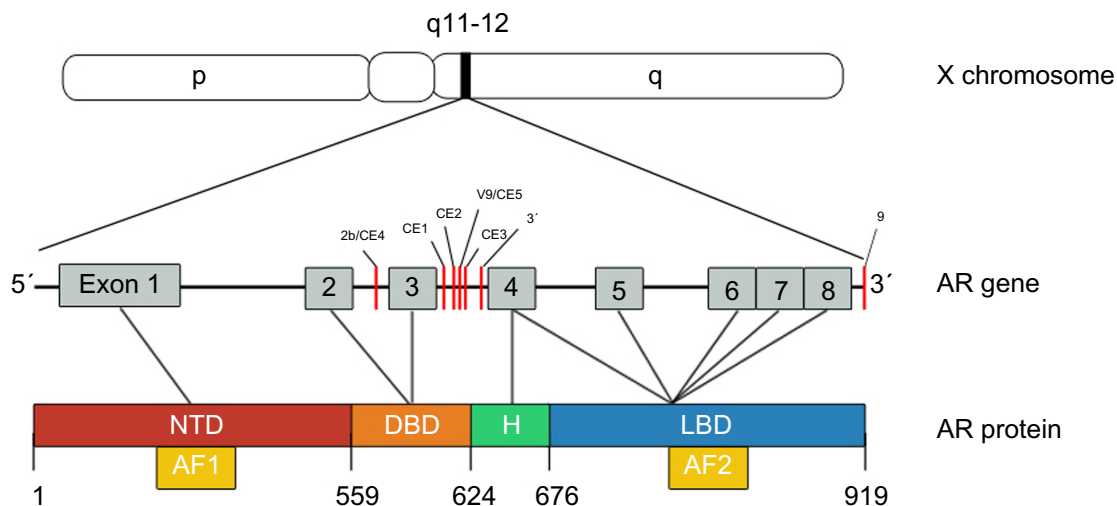 q11-12
p q X chromosome
V9/CE5
CE2 3´ 9
2b/CE4 CE1 CE3
5´ Exon 1 2 3 4 5 6 7 8 3´ AR gene
NTD DBD H LBD AR protein
AF1 AF2
1 559 624 676 919